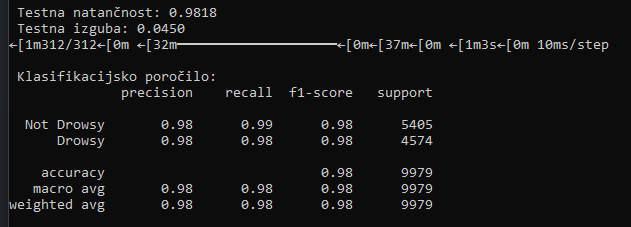 Testna natančnost: 0.9818
Testna izguba: 0.0450
←[1m312/312←[0m ←[32m━━━━━━━━━━━━━━━━━━━━←[0m←[37m←[0m ←[1m3s←[0m 10ms/step
Klasifikacijsko poročilo:
precision recall f1-score support
Not Drowsy 0.98 0.99 0.98 5405
Drowsy 0.98 0.98 0.98 4574
accuracy 0.98 9979
macro avg 0.98 0.98 0.98 9979
weighted avg 0.98 0.98 0.98 9979